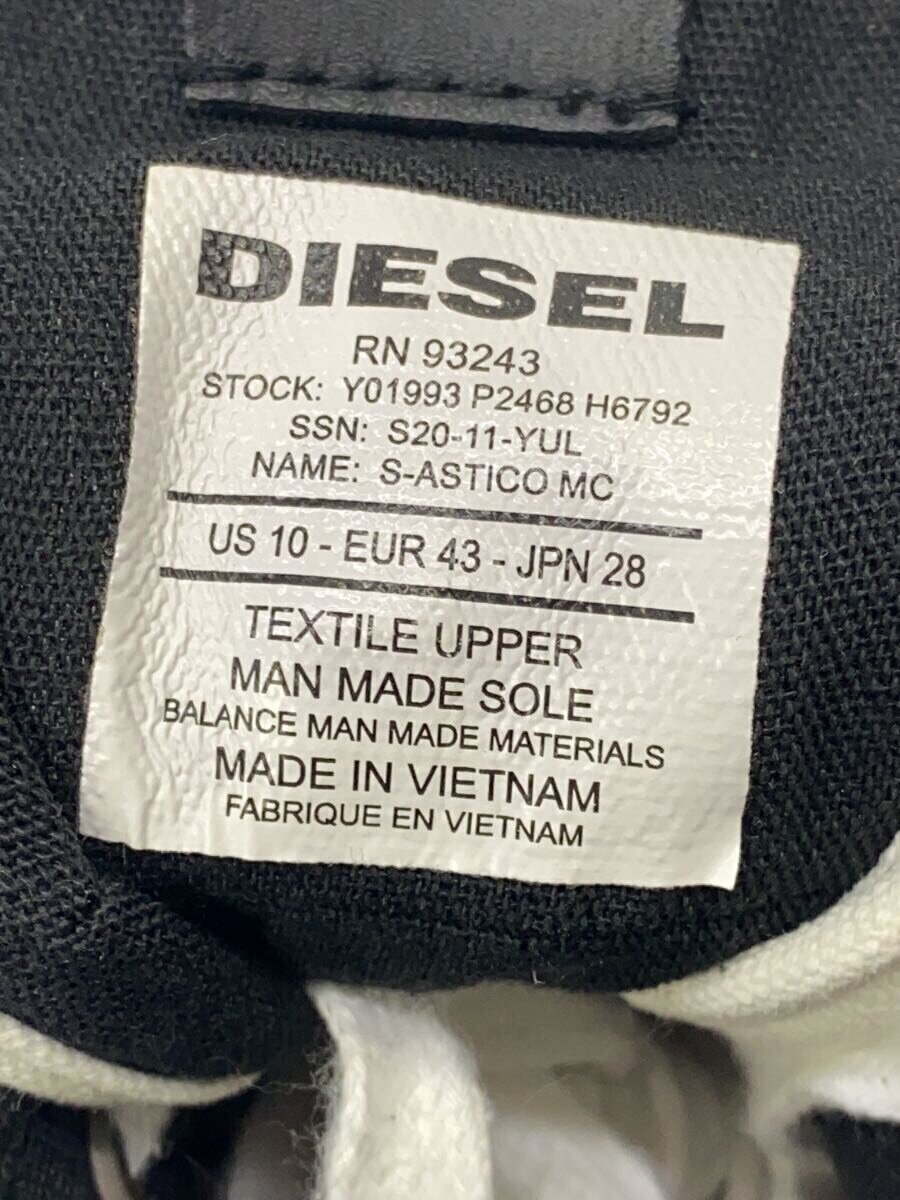 DIESEL
RN 93243
STOCK: Y01993 P2468 H6792
SSN: S20-11-YUL
NAME: S-ASTICO MC
US 10 - EUR 43 - JPN 28
TEXTILE UPPER
MAN MADE SOLE
BALANCE MAN MADE MATERIALS
MADE IN VIETNAM
FABRIQUE EN VIETNAM